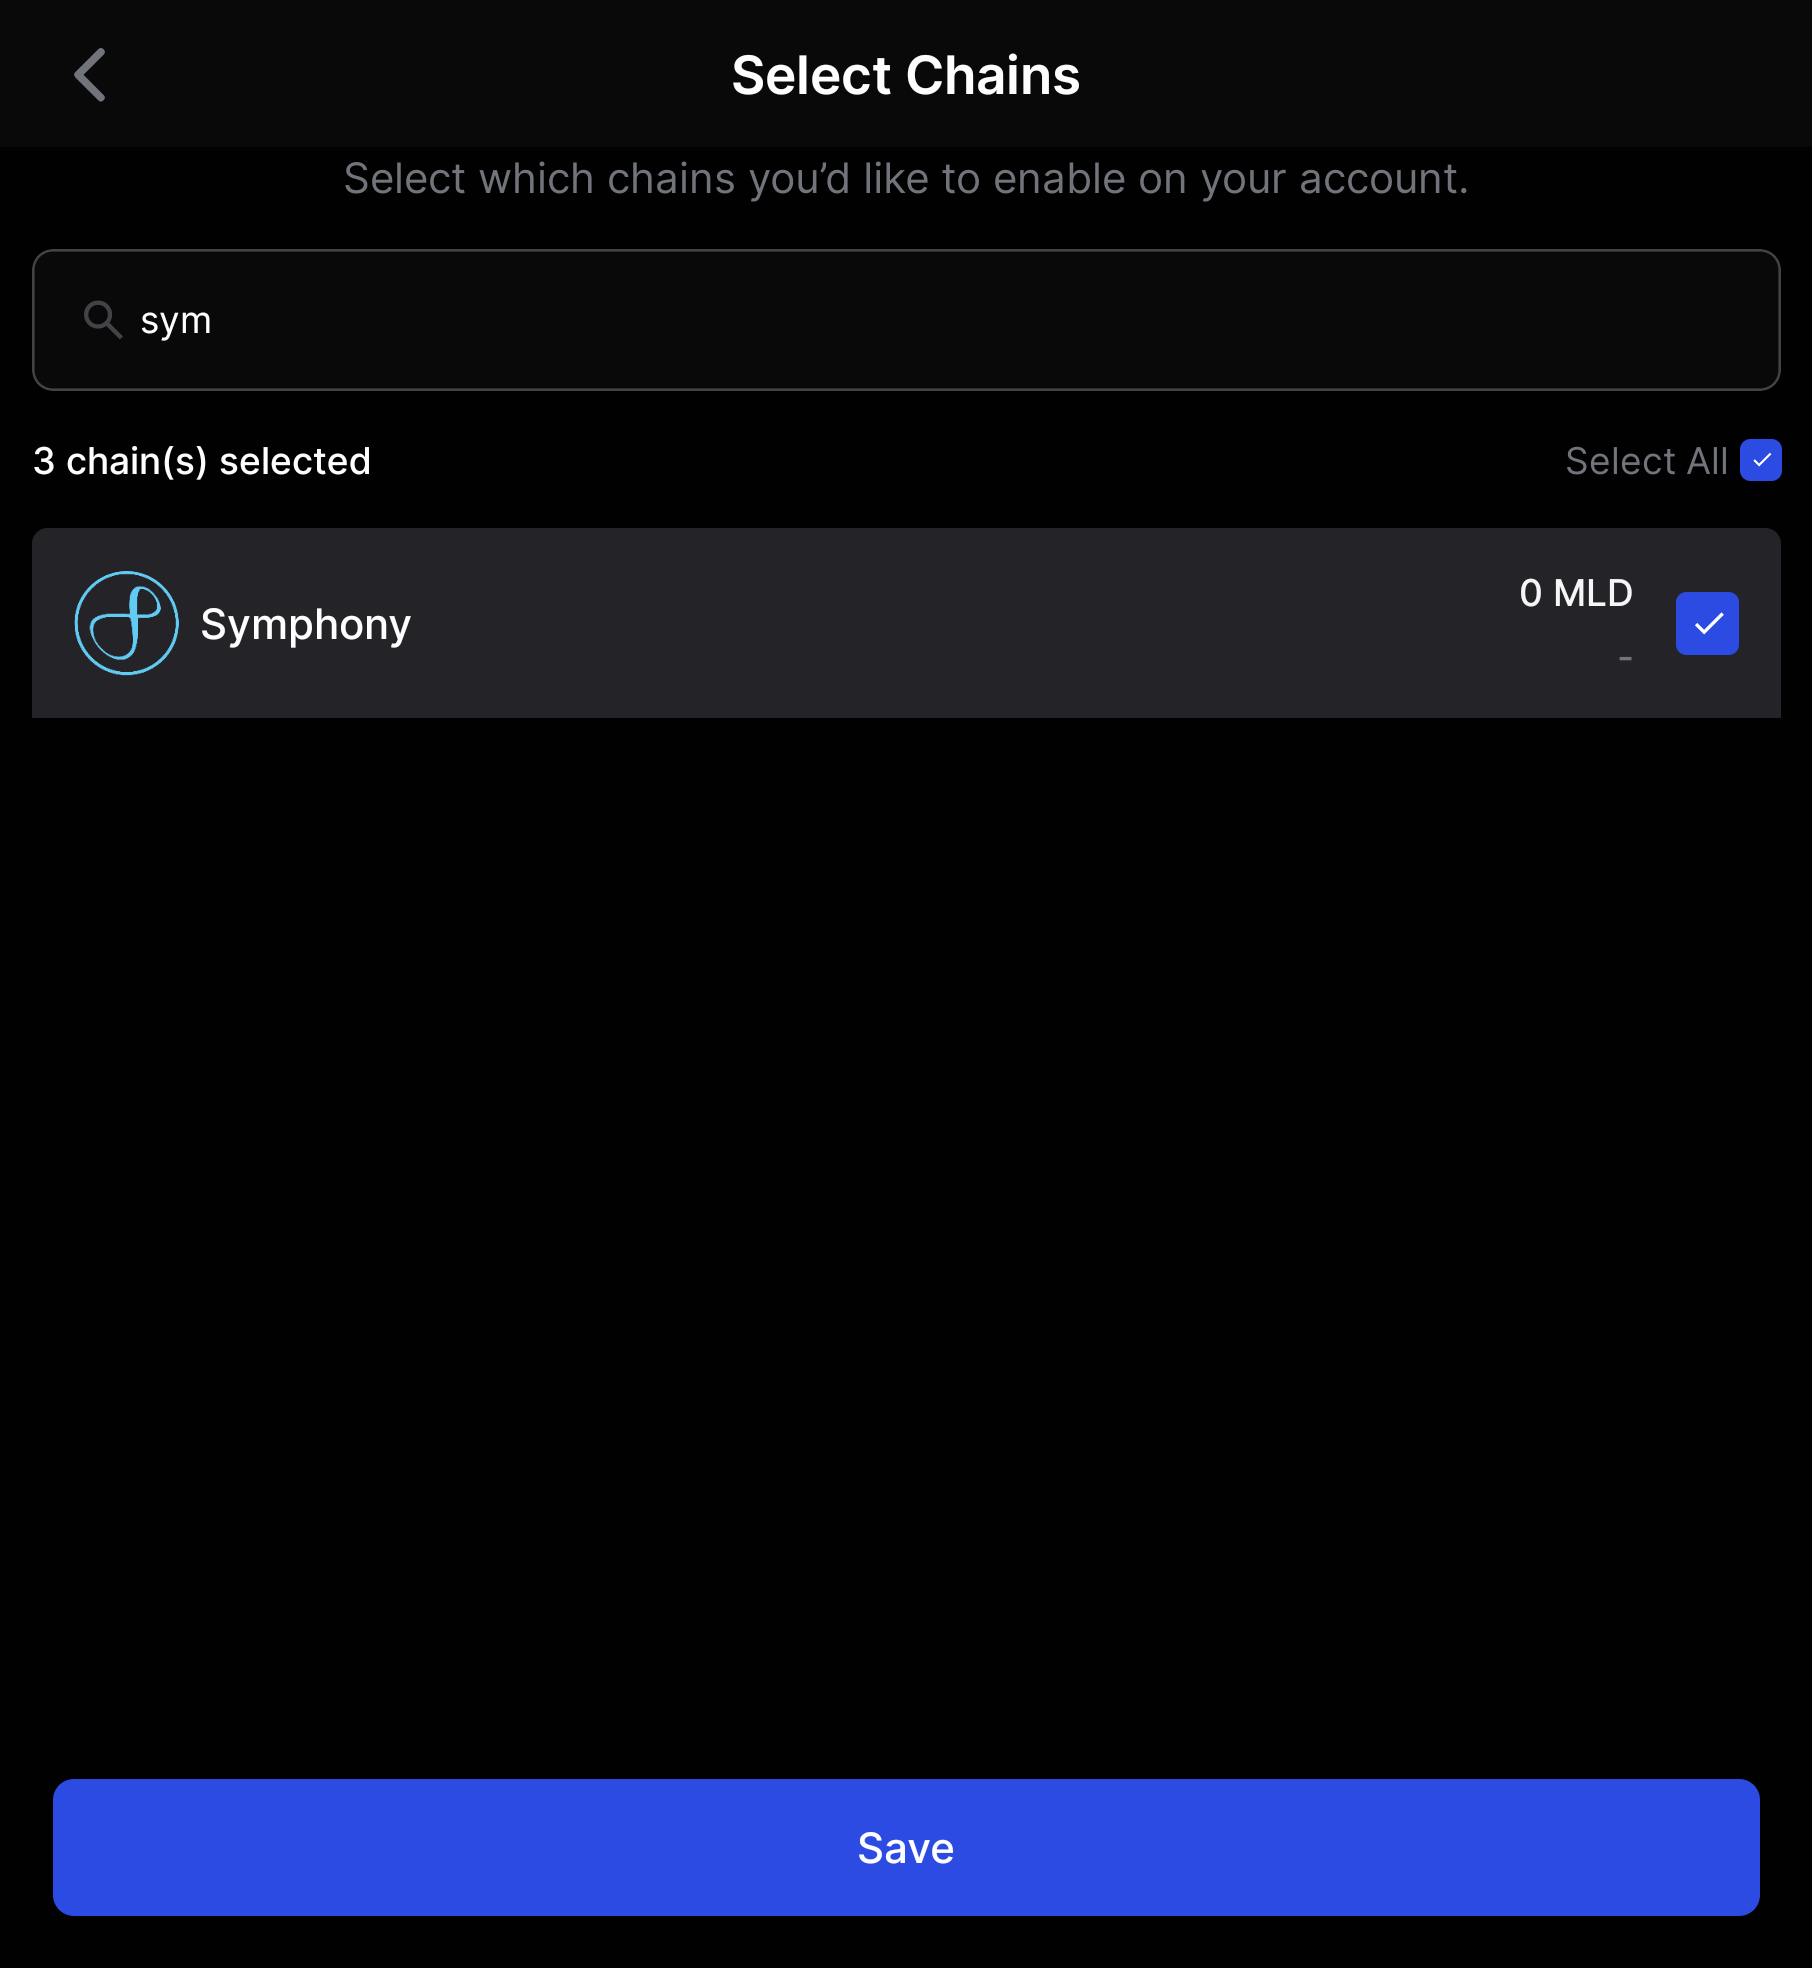 Select Chains
Select which chains you’d like to enable on your account.
sym
3 chain(s) selected
Select All
Symphony
0 MLD
-
Save